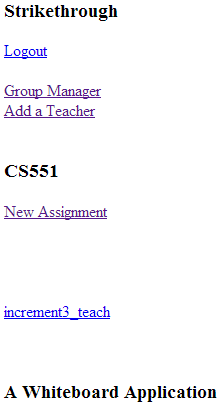 Strikethrough
Logout
Group Manager
Add a Teacher
CS551
New Assignment
increment3_teach
A Whiteboard Application